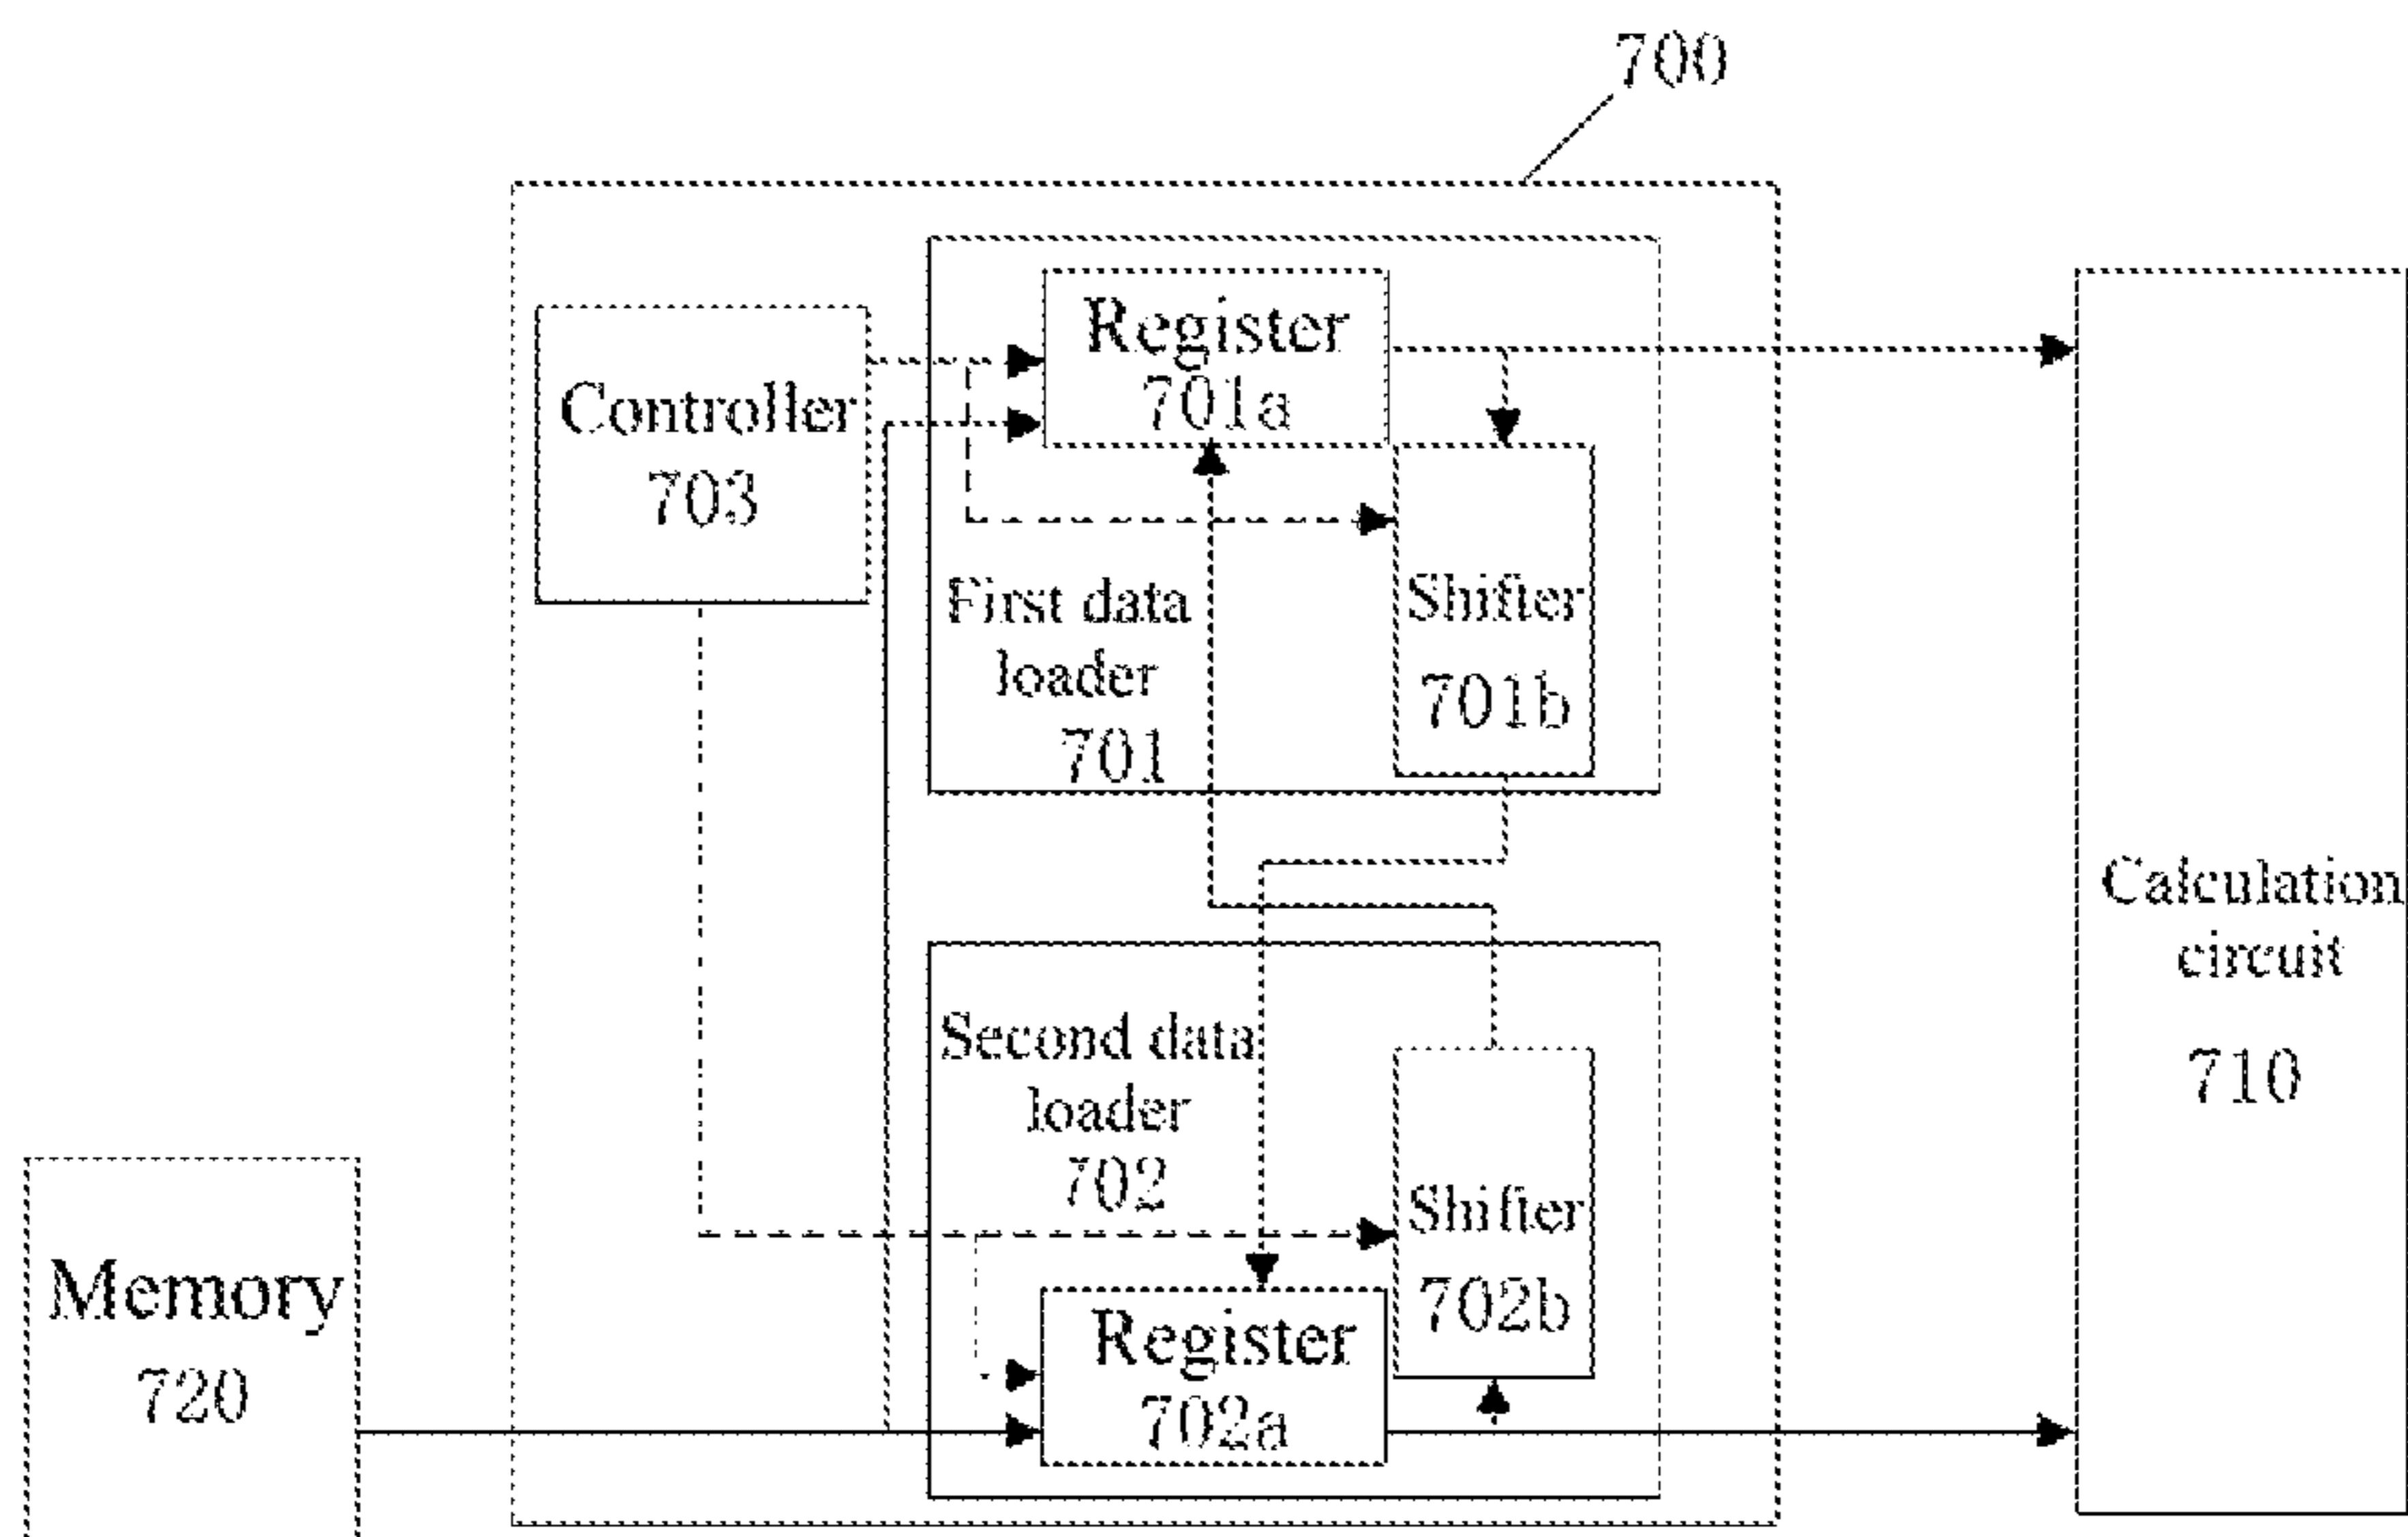 700
Register
701a
Controller
703
First data
loader
701
Shifter
701b
Calculation
circuit
710
Second data
loader
702
Shifter
702b
Memory
720
Register
702a